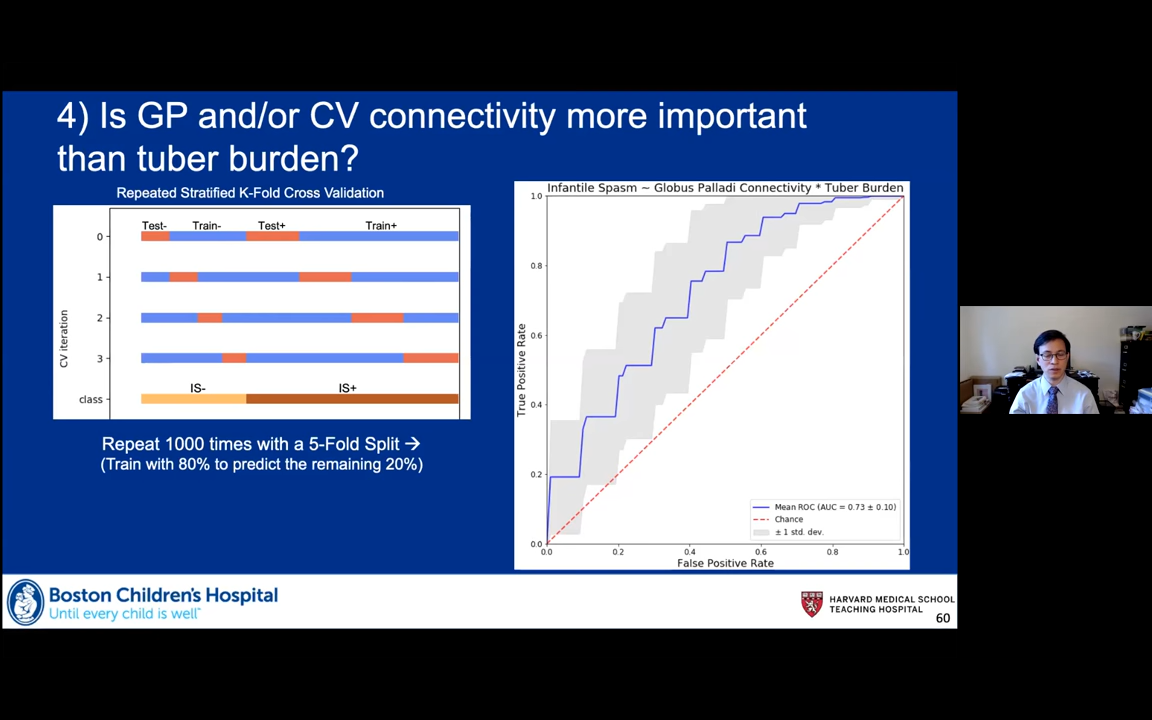 4) Is GP and/or CV connectivity more important
than tuber burden?
Repeated Stratified K-Fold Cross Validation
Test- Train- Test+ Train+
0
1
2
3
class
CV iteration
IS- IS+
Repeat 1000 times with a 5-Fold Split →
(Train with 80% to predict the remaining 20%)
Infantile Spasm ~ Globus Palladi Connectivity * Tuber Burden
1.0
0.8
0.6
0.4
0.2
0.0
True Positive Rate
Mean ROC (AUC = 0.73 ± 0.10)
Chance
± 1 std. dev.
0.0 0.2 0.4 0.6 0.8 1.0
False Positive Rate
Boston Children's Hospital
Until every child is well™
HARVARD MEDICAL SCHOOL
TEACHING HOSPITAL
60